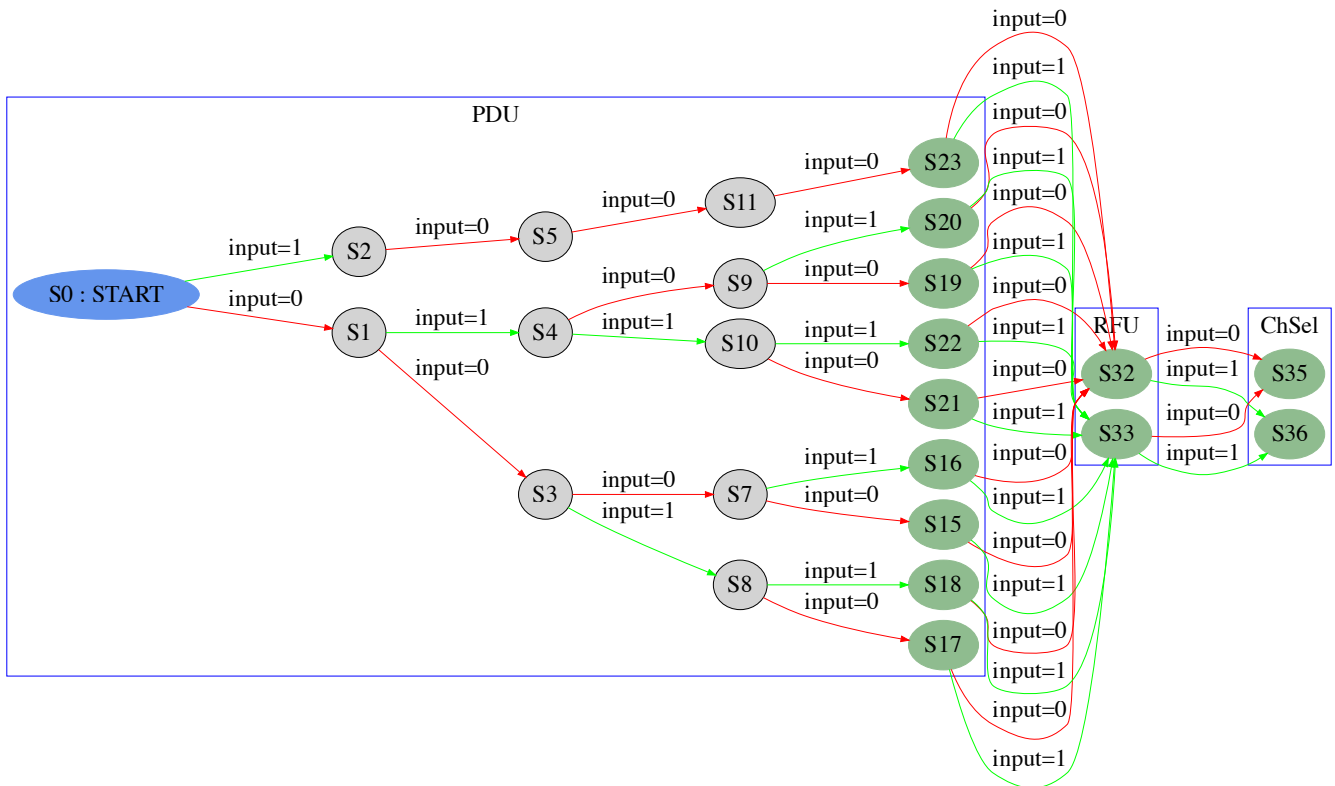 input=0
input=1
PDU
input=0
input=1
input=0
input=1
input=0
input=1
input=0
input=1
input=0
input=1
input=0
input=1
input=0
input=1
input=0
input=1
S0 : START
input=1
input=0
S2
S1
input=0
input=1
input=0
S5
S4
S3
input=0
input=0
input=1
input=0
input=1
S11
S9
S10
S7
S8
input=0
input=1
input=0
input=1
input=0
input=1
input=0
input=1
input=0
S23
S20
S19
S22
S21
S16
S15
S18
S17
RFU
S32
S33
input=0
input=1
input=0
input=1
ChSel
S35
S36